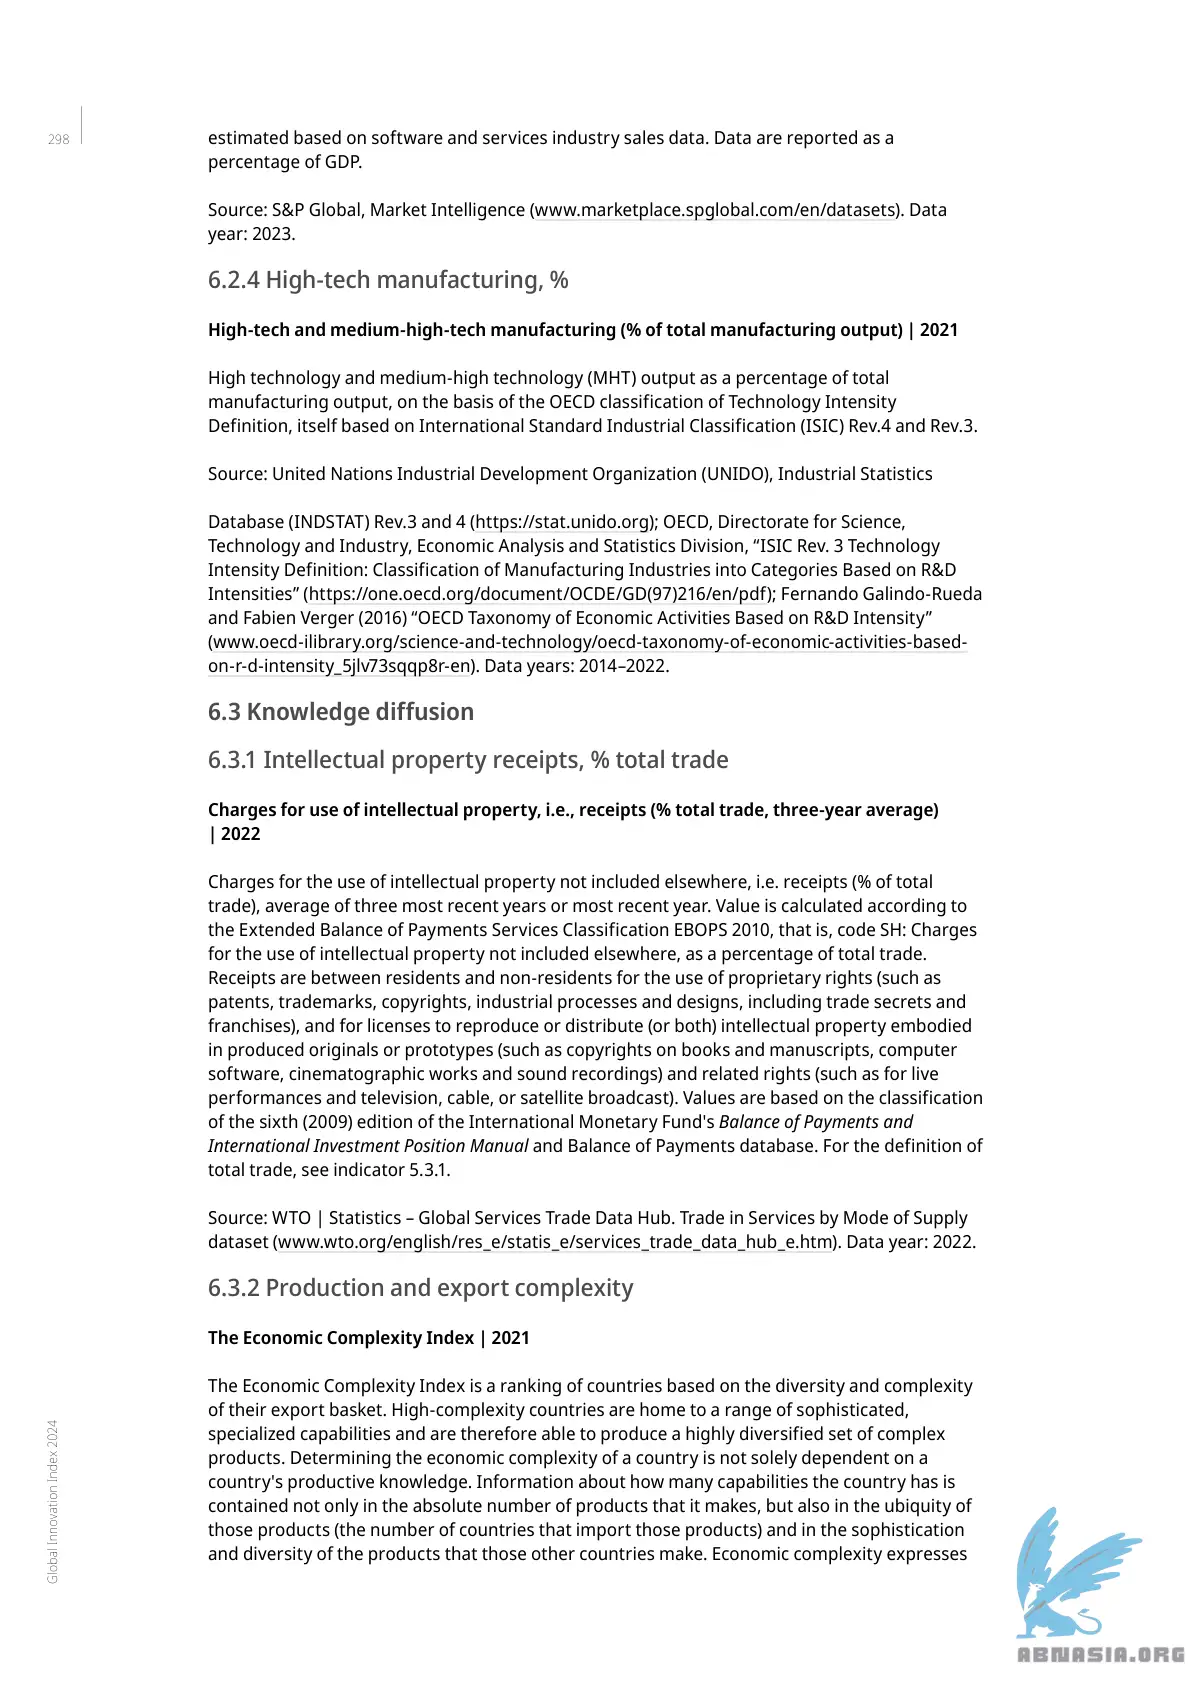 298
estimated based on software and services industry sales data. Data are reported as a
percentage of GDP.
Source: S&P Global, Market Intelligence (www.marketplace.spglobal.com/en/datasets). Data
year: 2023.
6.2.4 High-tech manufacturing, %
High-tech and medium-high-tech manufacturing (% of total manufacturing output) | 2021
High technology and medium-high technology (MHT) output as a percentage of total
manufacturing output, on the basis of the OECD classification of Technology Intensity
Definition, itself based on International Standard Industrial Classification (ISIC) Rev.4 and Rev.3.
Source: United Nations Industrial Development Organization (UNIDO), Industrial Statistics
Database (INDSTAT) Rev.3 and 4 (https://stat.unido.org); OECD, Directorate for Science,
Technology and Industry, Economic Analysis and Statistics Division, “ISIC Rev. 3 Technology
Intensity Definition: Classification of Manufacturing Industries into Categories Based on R&D
Intensities” (https://one.oecd.org/document/OCDE/GD(97)216/en/pdf); Fernando Galindo-Rueda
and Fabien Verger (2016) “OECD Taxonomy of Economic Activities Based on R&D Intensity”
(www.oecd-ilibrary.org/science-and-technology/oecd-taxonomy-of-economic-activities-based-
on-r-d-intensity_5jlv73sqqp8r-en). Data years: 2014–2022.
6.3 Knowledge diffusion
6.3.1 Intellectual property receipts, % total trade
Charges for use of intellectual property, i.e., receipts (% total trade, three-year average)
| 2022
Charges for the use of intellectual property not included elsewhere, i.e. receipts (% of total
trade), average of three most recent years or most recent year. Value is calculated according to
the Extended Balance of Payments Services Classification EBOPS 2010, that is, code SH: Charges
for the use of intellectual property not included elsewhere, as a percentage of total trade.
Receipts are between residents and non-residents for the use of proprietary rights (such as
patents, trademarks, copyrights, industrial processes and designs, including trade secrets and
franchises), and for licenses to reproduce or distribute (or both) intellectual property embodied
in produced originals or prototypes (such as copyrights on books and manuscripts, computer
software, cinematographic works and sound recordings) and related rights (such as for live
performances and television, cable, or satellite broadcast). Values are based on the classification
of the sixth (2009) edition of the International Monetary Fund's Balance of Payments and
International Investment Position Manual and Balance of Payments database. For the definition of
total trade, see indicator 5.3.1.
Source: WTO | Statistics – Global Services Trade Data Hub. Trade in Services by Mode of Supply
dataset (www.wto.org/english/res_e/statis_e/services_trade_data_hub_e.htm). Data year: 2022.
6.3.2 Production and export complexity
The Economic Complexity Index | 2021
The Economic Complexity Index is a ranking of countries based on the diversity and complexity
of their export basket. High-complexity countries are home to a range of sophisticated,
specialized capabilities and are therefore able to produce a highly diversified set of complex
products. Determining the economic complexity of a country is not solely dependent on a
country's productive knowledge. Information about how many capabilities the country has is
contained not only in the absolute number of products that it makes, but also in the ubiquity of
those products (the number of countries that import those products) and in the sophistication
and diversity of the products that those other countries make. Economic complexity expresses
Global Innovation Index 2024
ABNASIA.ORG